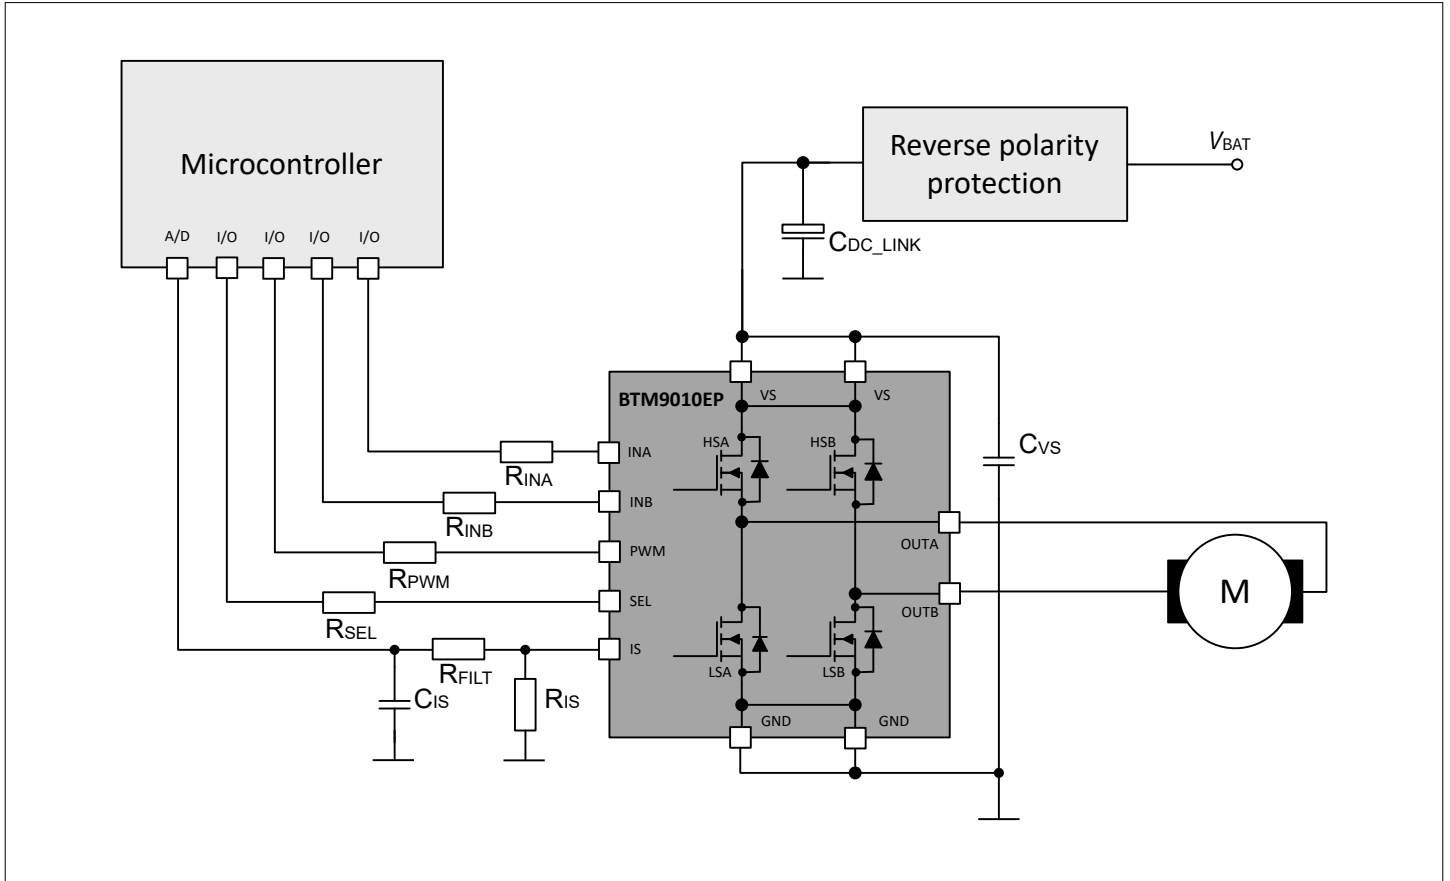 Microcontroller
A/D I/O I/O I/O I/O
Reverse polarity
protection
VBAT
CDC_LINK
BTM9010EP
VS VS
HSA HSB
CVS
INA
RINA
INB
RINB
OUTA
PWM
RPWM
M
SEL
RSEL
OUTB
IS
RFILT
LSA LSB
CIS
RIS
GND GND